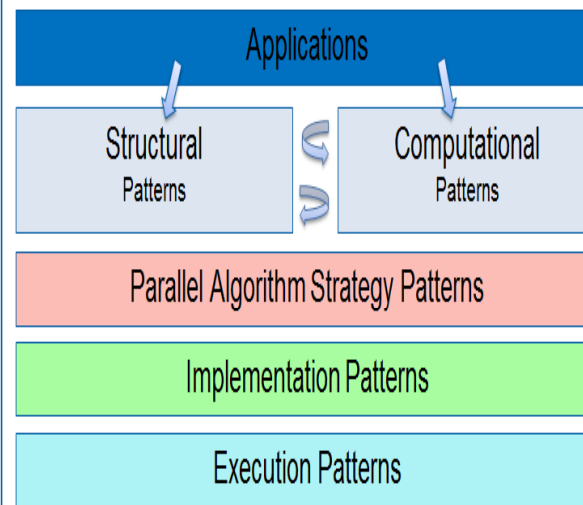 Applications
Structural
Patterns
Computational
Patterns
Parallel Algorithm Strategy Patterns
Implementation Patterns
Execution Patterns